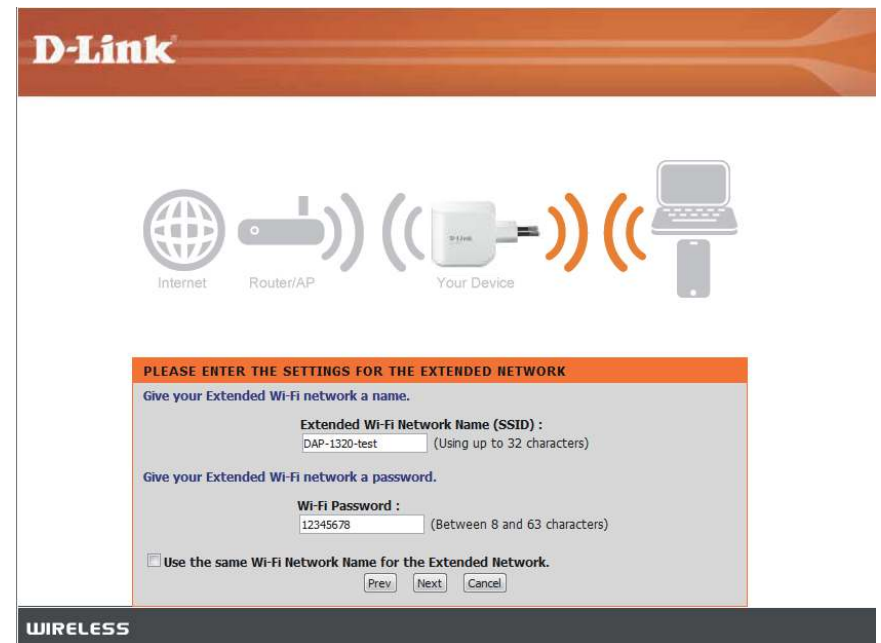 D-Link
Internet
Router/AP
D-Link
Your Device
PLEASE ENTER THE SETTINGS FOR THE EXTENDED NETWORK
Give your Extended Wi-Fi network a name.
Extended Wi-Fi Network Name (SSID) :
DAP-1320-test (Using up to 32 characters)
Give your Extended Wi-Fi network a password.
Wi-Fi Password :
12345678 (Between 8 and 63 characters)
Use the same Wi-Fi Network Name for the Extended Network.
Prev Next Cancel
WIRELESS